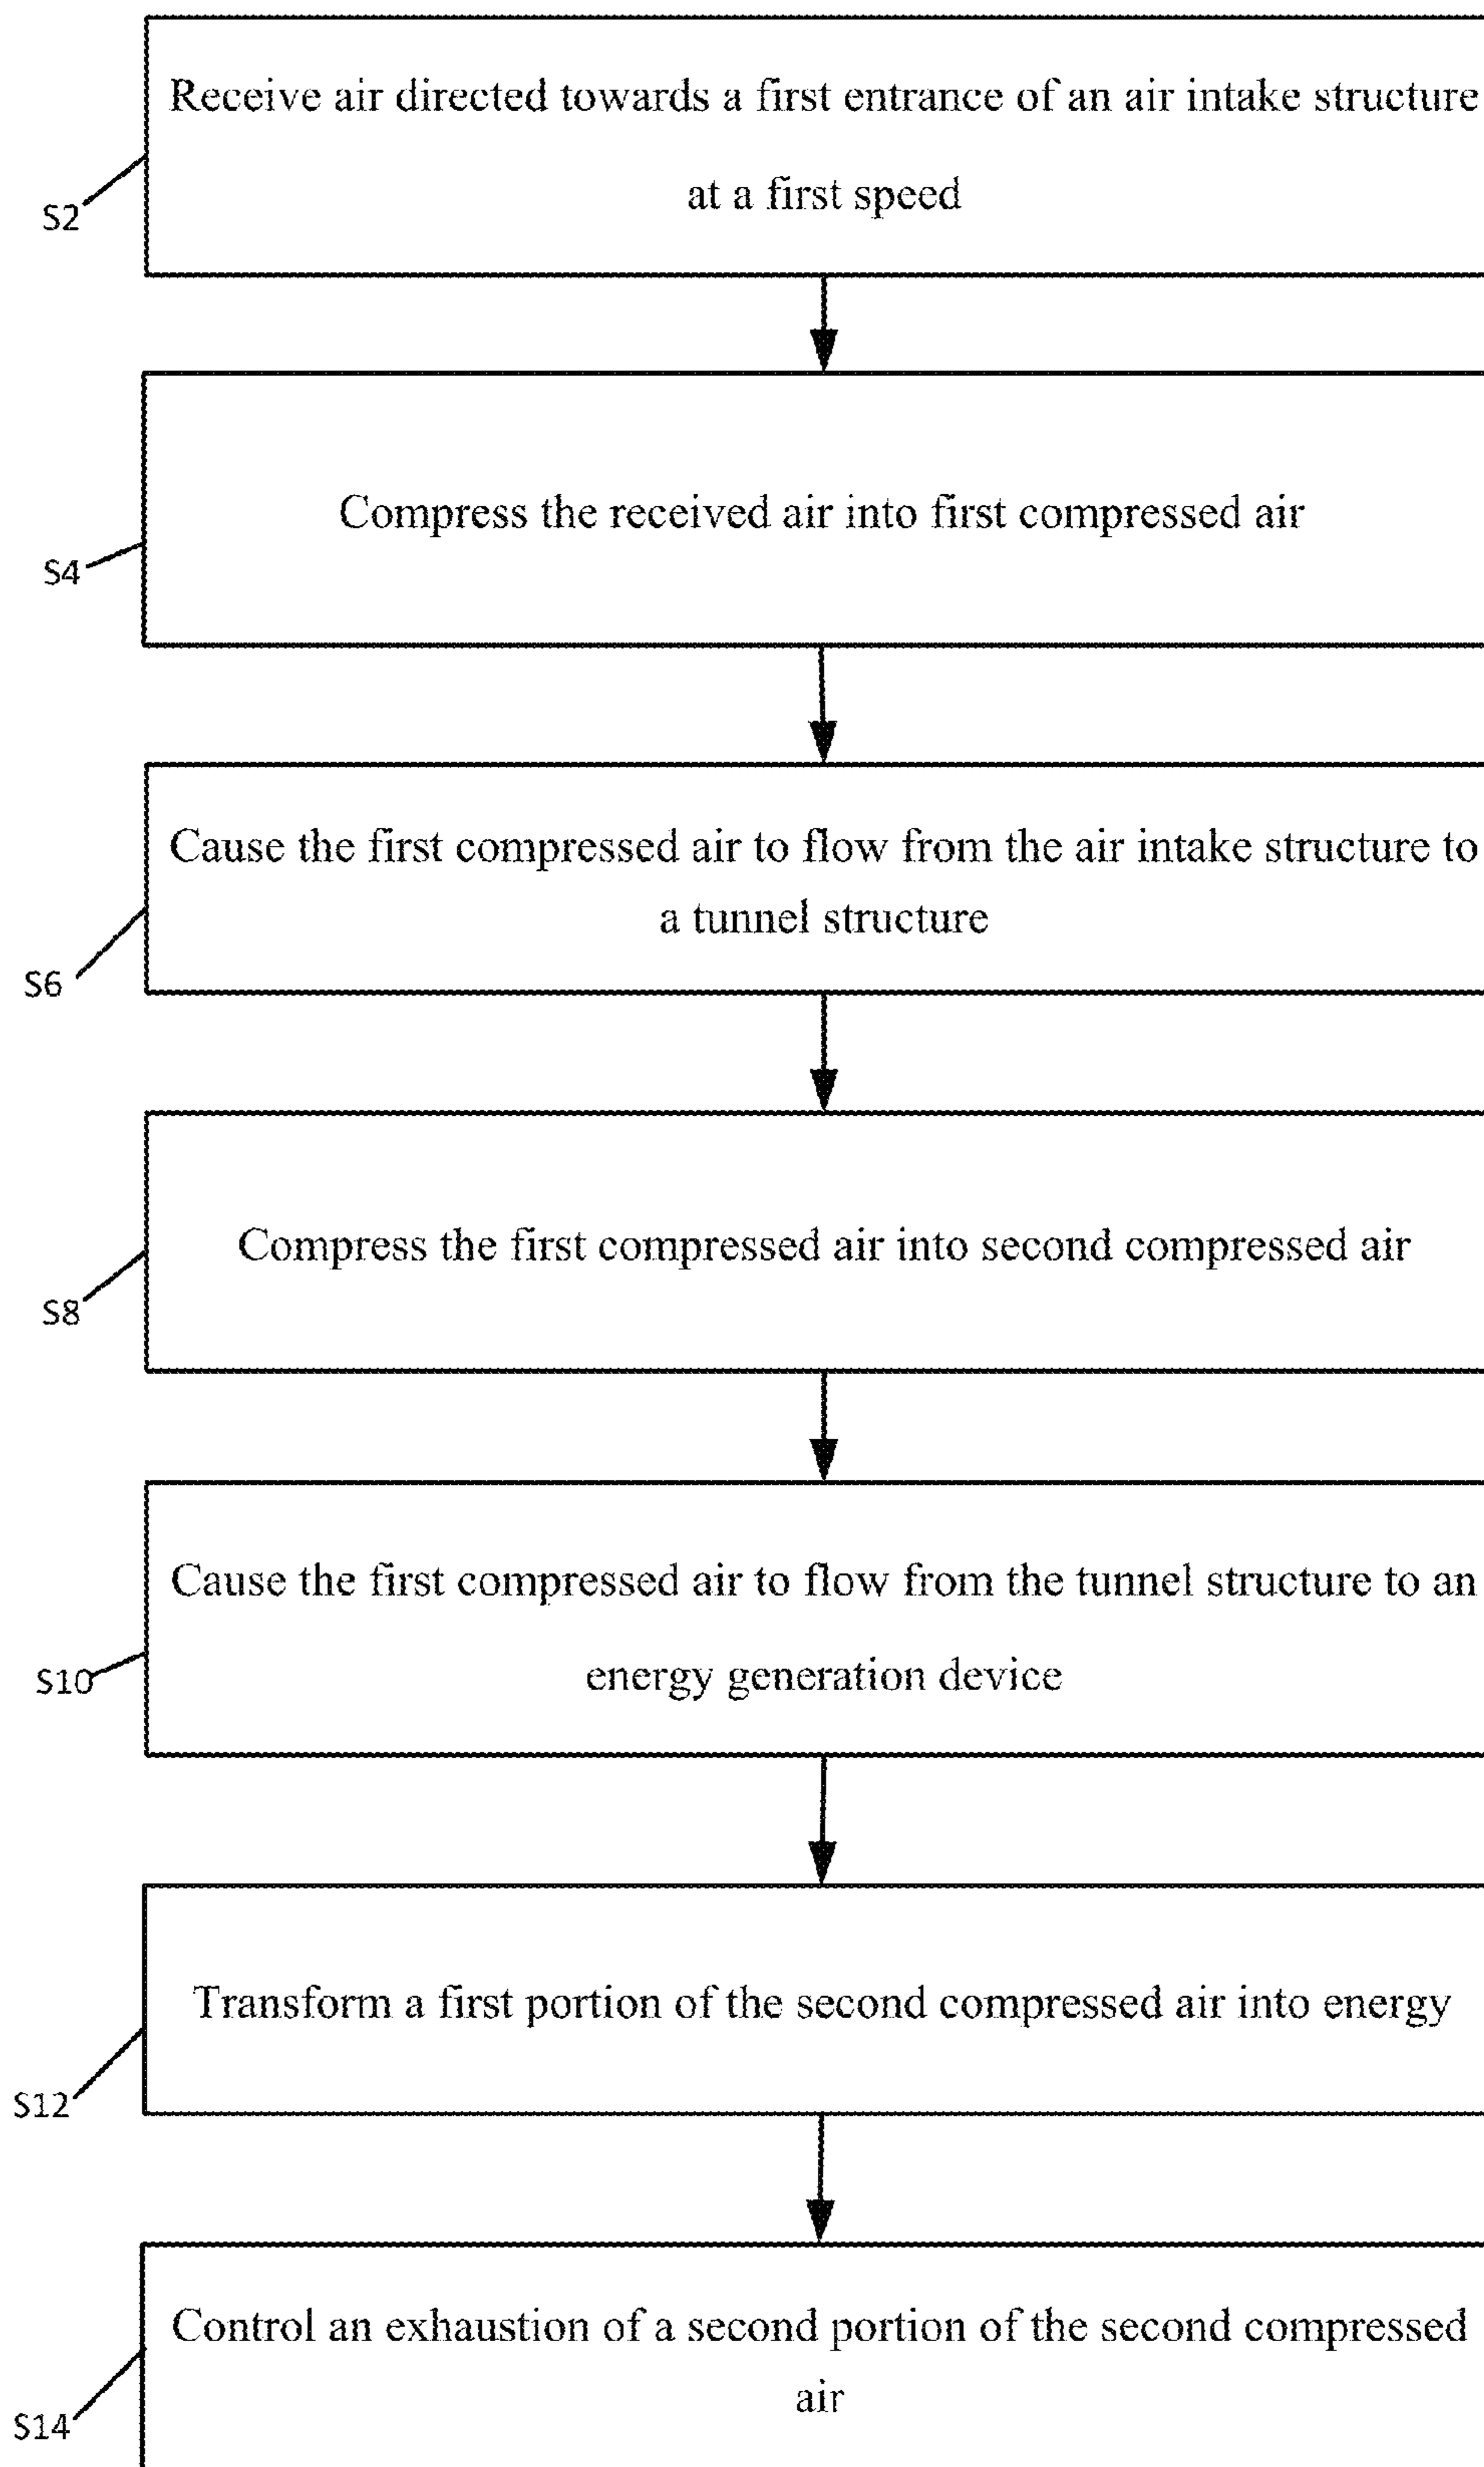 Receive air directed towards a first entrance of an air intake structure
at a first speed
S2
Compress the received air into first compressed air
S4
Cause the first compressed air to flow from the air intake structure to
a tunnel structure
S6
Compress the first compressed air into second compressed air
S8
Cause the first compressed air to flow from the tunnel structure to an
energy generation device
S10
Transform a first portion of the second compressed air into energy
S12
Control an exhaustion of a second portion of the second compressed
air
S14